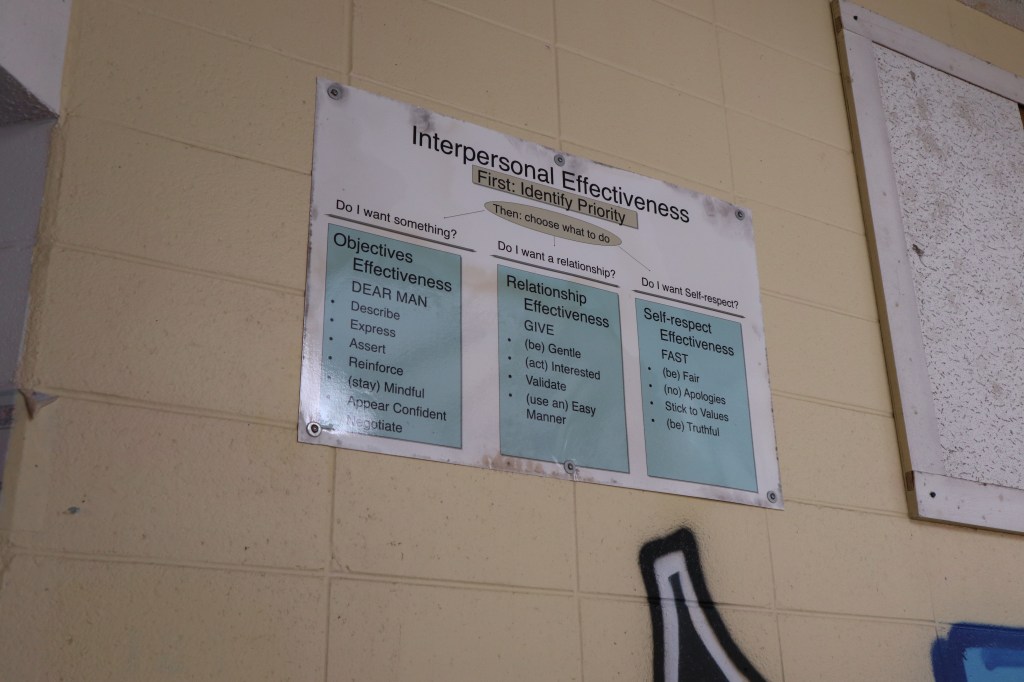 Interpersonal Effectiveness
First: Identify Priority
Then: choose what to do
Do I want something?
Objectives
Effectiveness
DEAR MAN
• Describe
• Express
• Assert
• Reinforce
• (stay) Mindful
• Appear Confident
• Negotiate
Do I want a relationship?
Relationship
Effectiveness
GIVE
• (be) Gentle
• (act) Interested
• Validate
• (use an) Easy
Manner
Do I want Self-respect?
Self-respect
Effectiveness
FAST
• (be) Fair
• (no) Apologies
• Stick to Values
• (be) Truthful